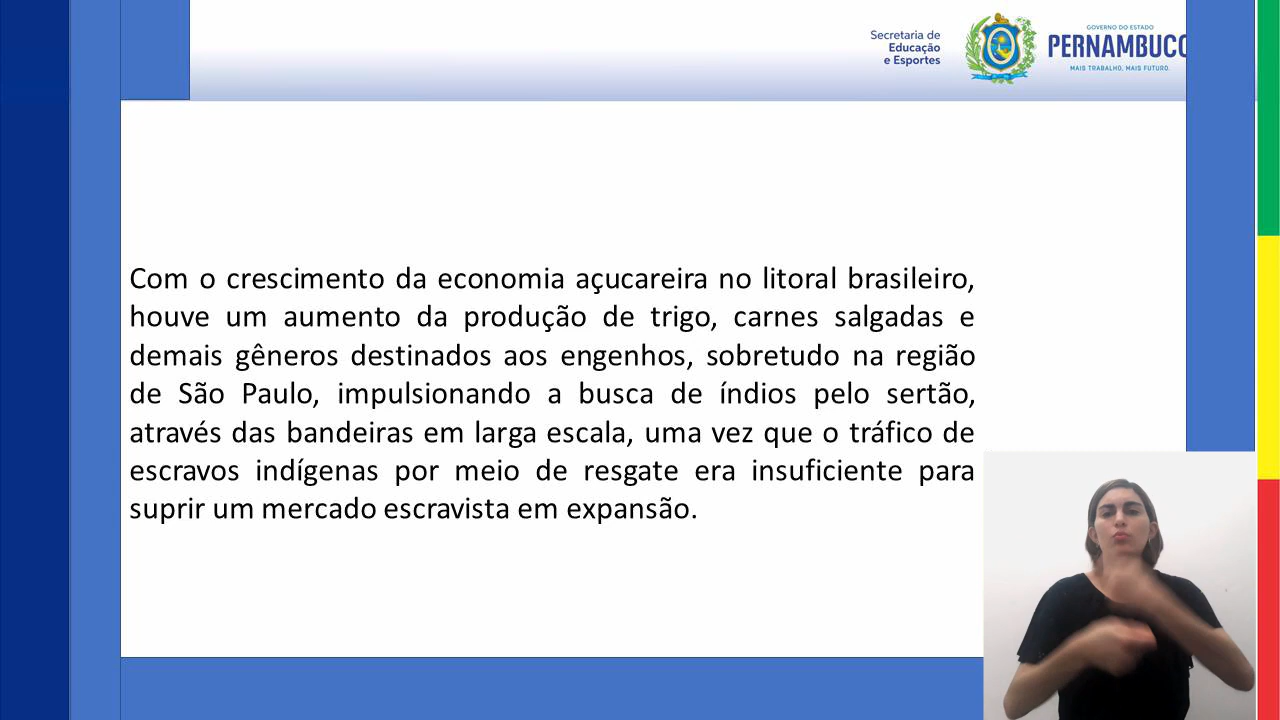 Secretaria de
Educação
e Esportes
GOVERNO DO ESTADO
PERNAMBUCO
MAIS TRABALHO, MAIS FUTURO.
Com o crescimento da economia açucareira no litoral brasileiro,
houve um aumento da produção de trigo, carnes salgadas e
demais gêneros destinados aos engenhos, sobretudo na região
de São Paulo, impulsionando a busca de índios pelo sertão,
através das bandeiras em larga escala, uma vez que o tráfico de
escravos indígenas por meio de resgate era insuficiente para
suprir um mercado escravista em expansão.